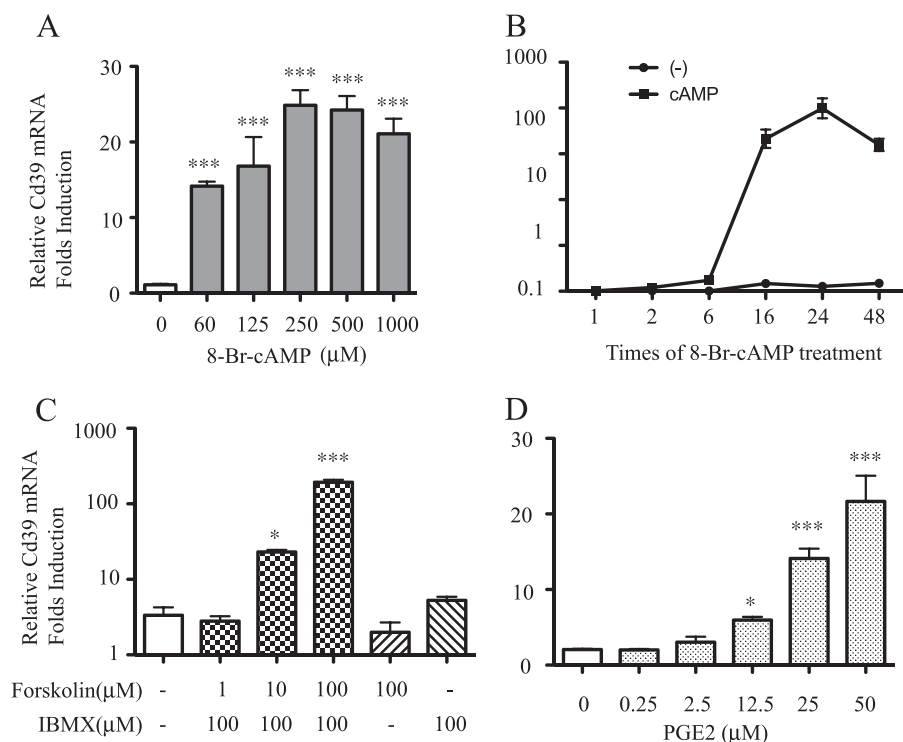 A
Relative Cd39 mRNA
Folds Induction
30
20
10
0
***
***
***
***
***
0 60 125 250 500 1000
8-Br-cAMP (μM)
B
1000
100
10
1
0.1
(-)
cAMP
1 2 6 16 24 48
Times of 8-Br-cAMP treatment
C
Relative Cd39 mRNA
Folds Induction
1000
100
10
1
*
***
Forskolin(μM) - 1 10 100 100 -
IBMX(μM) - 100 100 100 - 100
D
30
20
10
0
*
***
***
0 0.25 2.5 12.5 25 50
PGE2 (μM)